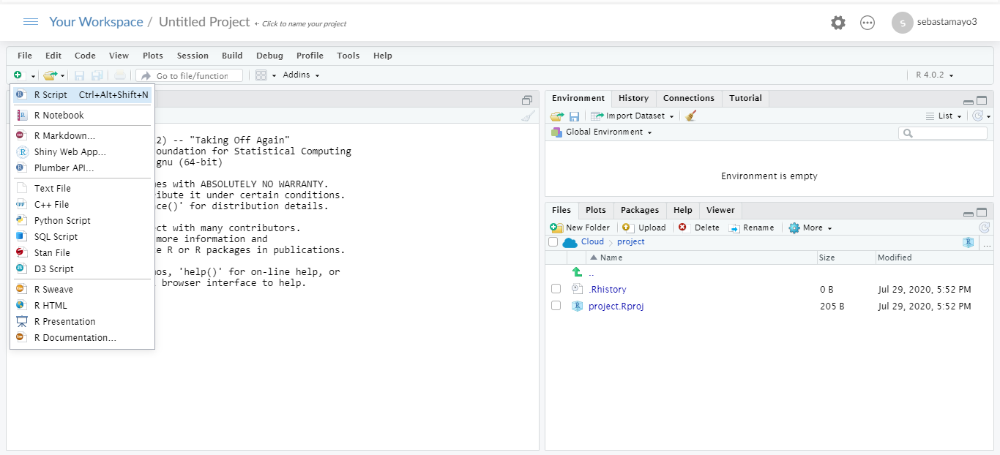 Your Workspace / Untitled Project ← Click to name your project
S sebastamayo3
File Edit Code View Plots Session Build Debug Profile Tools Help
Go to file/function Addins R 4.0.2
R Script Ctrl+Alt+Shift+N
R Notebook
R Markdown...
Shiny Web App...
Plumber API...
Text File
C++ File
Python Script
SQL Script
Stan File
D3 Script
R Sweave
R HTML
R Presentation
R Documentation...
2) -- "Taking Off Again"
oundation for Statistical Computing
gnu (64-bit)
es with ABSOLUTELY NO WARRANTY.
ibute it under certain conditions.
ce()' for distribution details.
ct with many contributors.
more information and
e R or R packages in publications.
os, 'help()' for on-line help, or
browser interface to help.
Environment History Connections Tutorial
Import Dataset List
Global Environment
Environment is empty
Files Plots Packages Help Viewer
New Folder Upload Delete Rename More
Cloud project ...
Name Size Modified
..
.Rhistory 0 B Jul 29, 2020, 5:52 PM
project.Rproj 205 B Jul 29, 2020, 5:52 PM